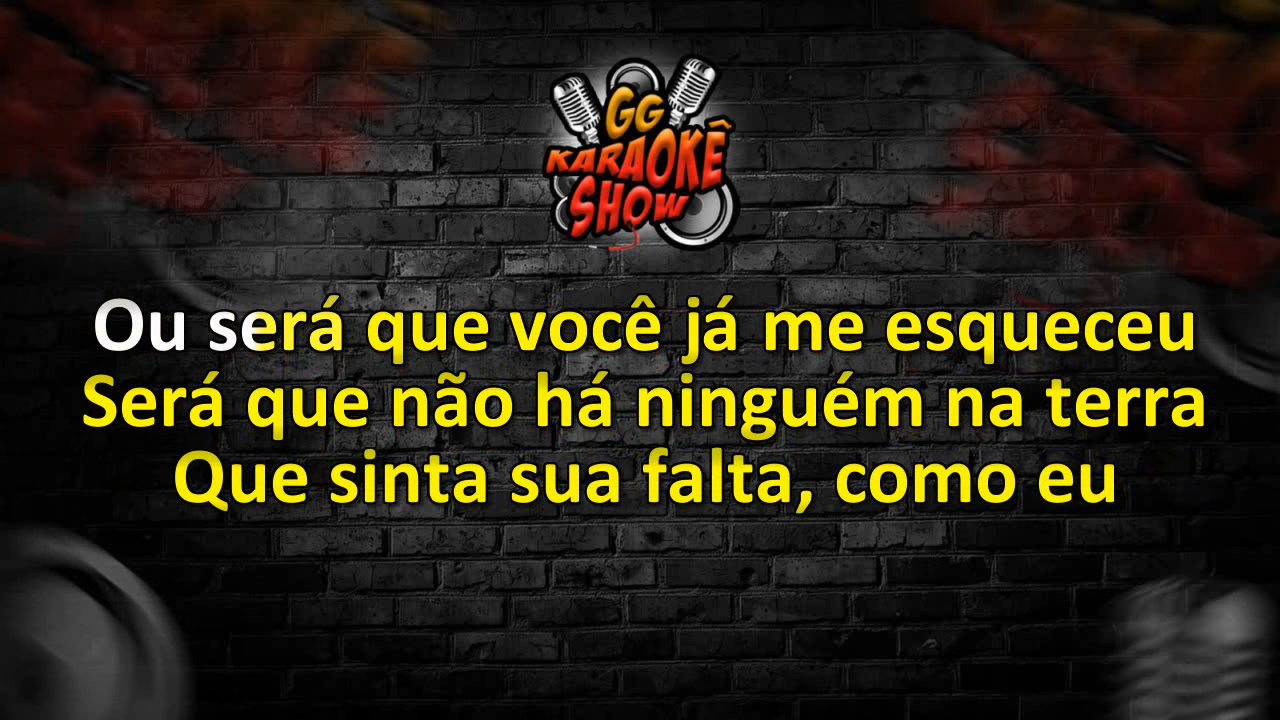 GG
KARAOKÊ
SHOW
Ou será que você já me esqueceu
Será que não há ninguém na terra
Que sinta sua falta, como eu